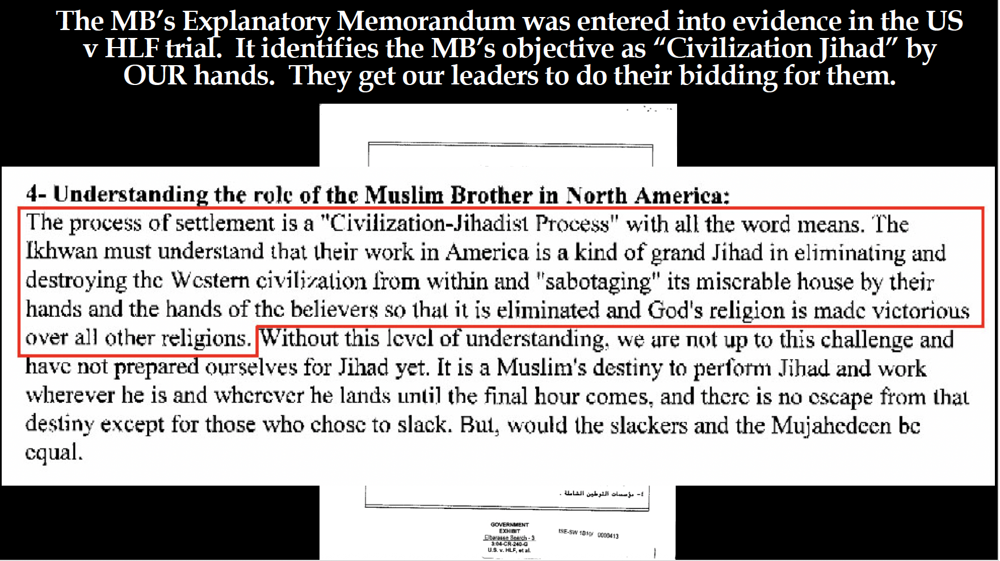 The MB’s Explanatory Memorandum was entered into evidence in the US
v HLF trial.  It identifies the MB’s objective as “Civilization Jihad” by
OUR hands.  They get our leaders to do their bidding for them.
4- Understanding the role of the Muslim Brother in North America:
The process of settlement is a "Civilization-Jihadist Process" with all the word means. The
Ikhwan must understand that their work in America is a kind of grand Jihad in eliminating and
destroying the Western civilization from within and "sabotaging" its miserable house by their
hands and the hands of the believers so that it is eliminated and God's religion is made victorious
over all other religions. Without this level of understanding, we are not up to this challenge and
have not prepared ourselves for Jihad yet. It is a Muslim's destiny to perform Jihad and work
wherever he is and wherever he lands until the final hour comes, and there is no escape from that
destiny except for those who chose to slack. But, would the slackers and the Mujahedeen be
equal.
٤- مؤسسات التوطين الشاملة .
GOVERNMENT
EXHIBIT
Elbarasse Search - 3
3:04-CR-240-G
U.S. v. HLF, et al.
ISE-SW 1B10/ 0000413